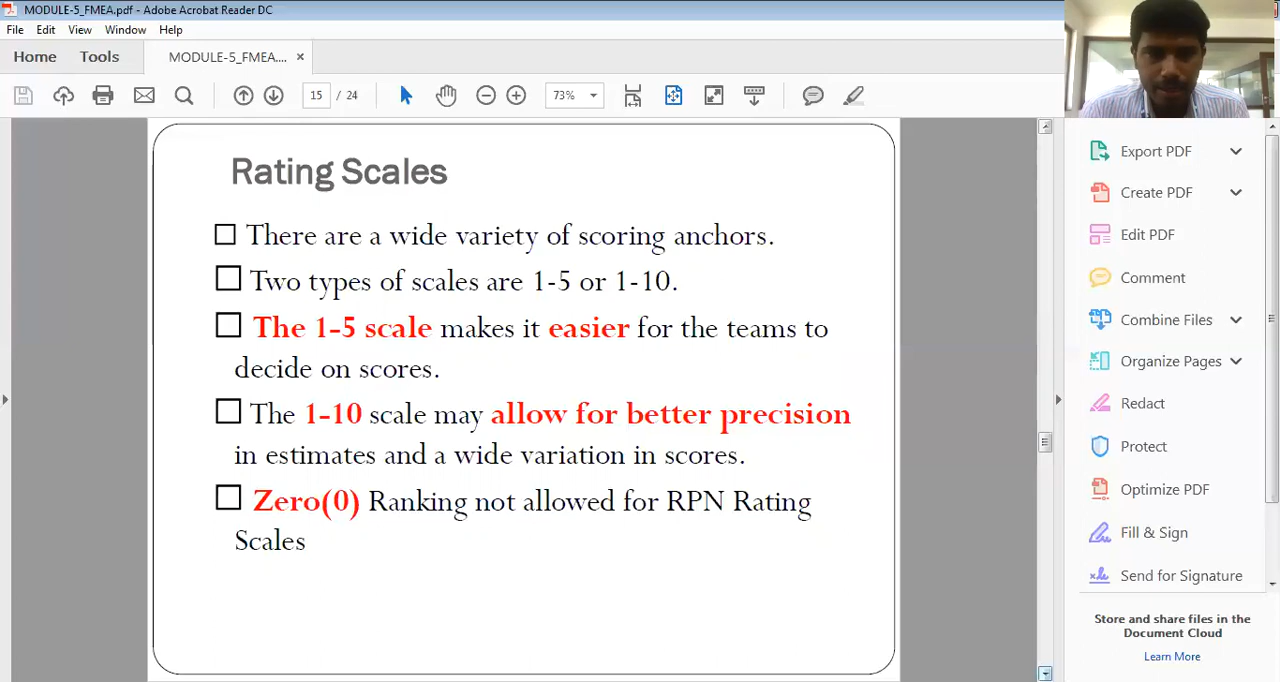 MODULE-5_FMEA.pdf - Adobe Acrobat Reader DC
File Edit View Window Help
Home Tools MODULE-5_FMEA.... ×
15 / 24 73%
Rating Scales
There are a wide variety of scoring anchors.
Two types of scales are 1-5 or 1-10.
The 1-5 scale makes it easier for the teams to
decide on scores.
The 1-10 scale may allow for better precision
in estimates and a wide variation in scores.
Zero(0) Ranking not allowed for RPN Rating
Scales
Export PDF
Create PDF
Edit PDF
Comment
Combine Files
Organize Pages
Redact
Protect
Optimize PDF
Fill & Sign
Send for Signature
Store and share files in the
Document Cloud
Learn More